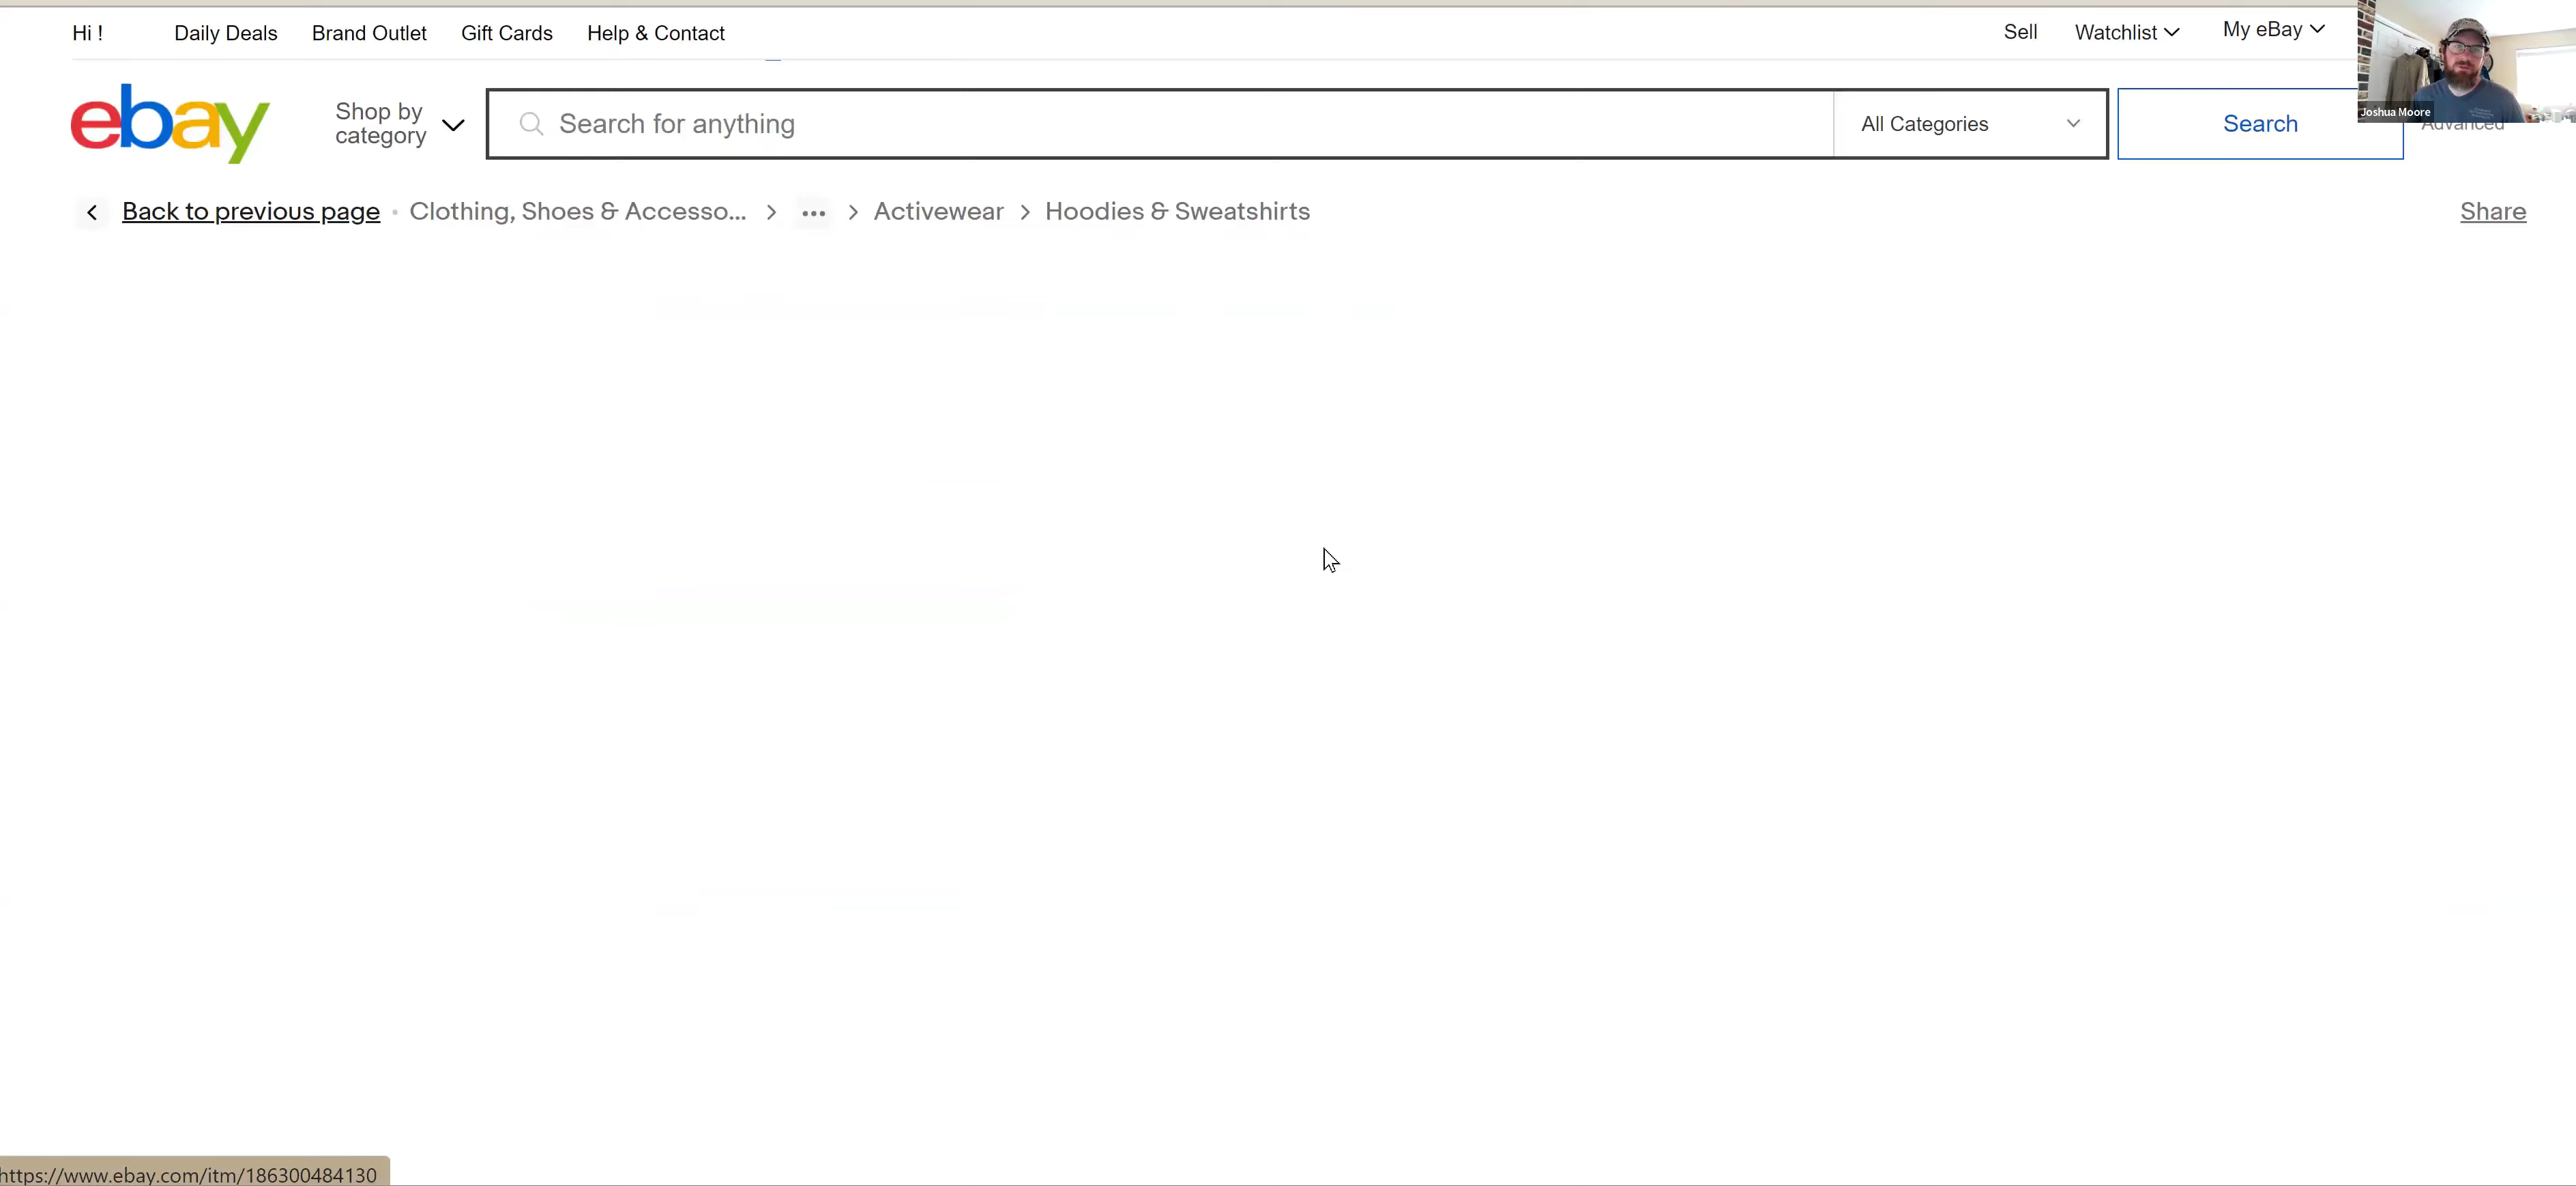 Hi ! Daily Deals Brand Outlet Gift Cards Help & Contact Sell Watchlist My eBay
ebay
Shop by
category
Search for anything
All Categories
Search
Advanced
Joshua Moore
Back to previous page • Clothing, Shoes & Accesso... > ... > Activewear > Hoodies & Sweatshirts Share
https://www.ebay.com/itm/186300484130